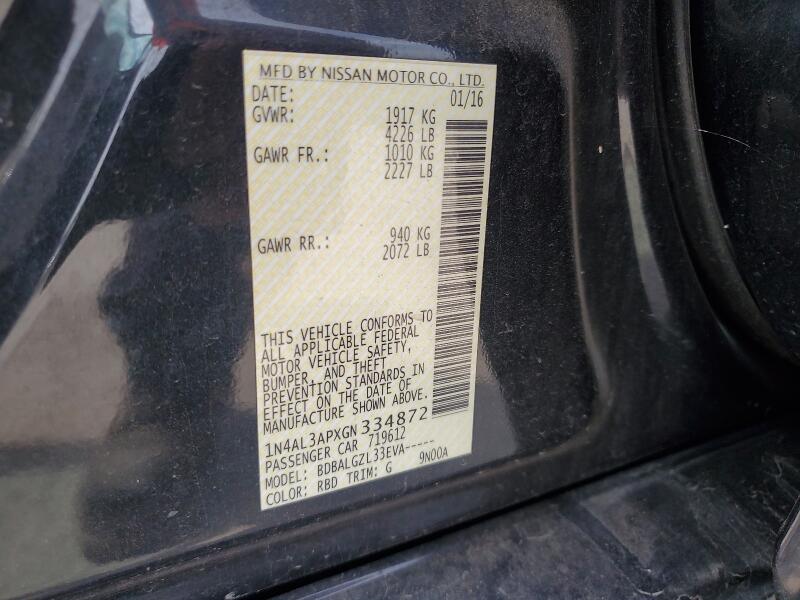 MFD BY NISSAN MOTOR CO., LTD.
DATE: 01/16
GVWR: 1917 KG
4226 LB
GAWR FR.: 1010 KG
2227 LB
GAWR RR.: 940 KG
2072 LB
THIS VEHICLE CONFORMS TO
ALL APPLICABLE FEDERAL
MOTOR VEHICLE SAFETY,
BUMPER, AND THEFT
PREVENTION STANDARDS IN
EFFECT ON THE DATE OF
MANUFACTURE SHOWN ABOVE.
1N4AL3APXGN334872
PASSENGER CAR 719612
MODEL: BDBALGZL33EVA-----
COLOR: RBD TRIM: G 9N00A